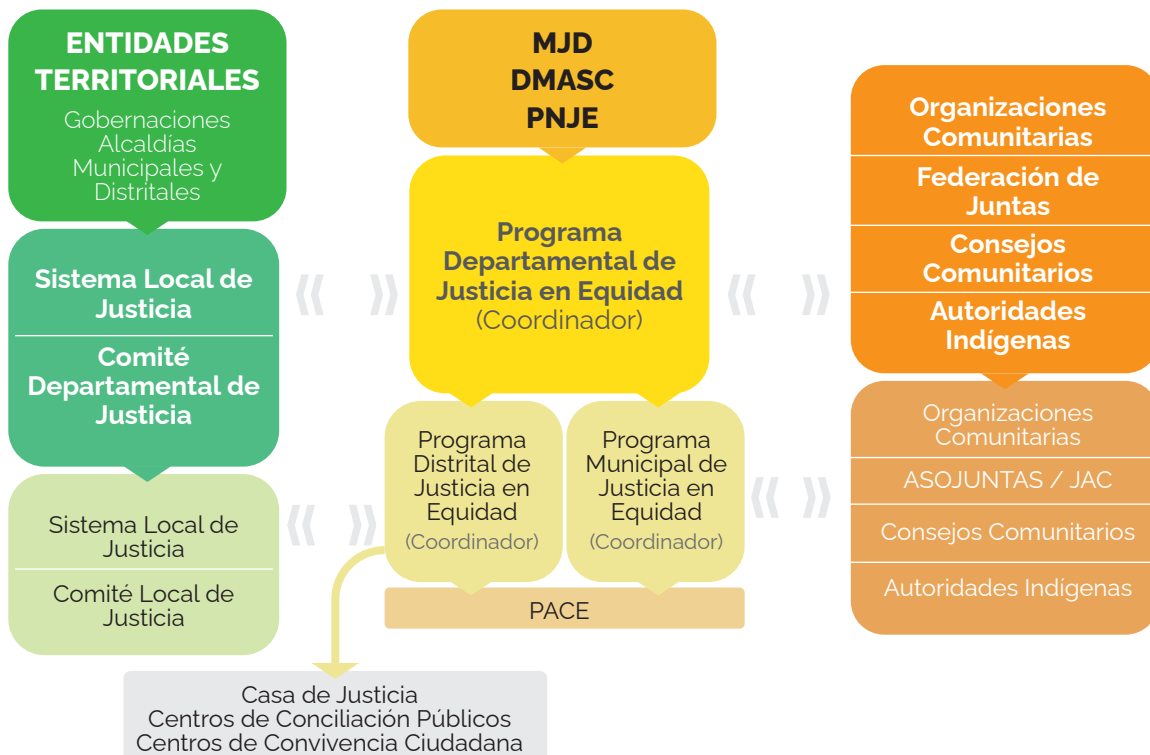 ENTIDADES
TERRITORIALES
Gobernaciones
Alcaldías
Municipales y
Distritales
Sistema Local de
Justicia
Comité
Departamental de
Justicia
Sistema Local de
Justicia
Comité Local de
Justicia
MJD
DMASC
PNJE
Programa
Departamental de
Justicia en Equidad
(Coordinador)
Programa
Distrital de
Justicia en
Equidad
(Coordinador)
Programa
Municipal de
Justicia en
Equidad
(Coordinador)
PACE
Casa de Justicia
Centros de Conciliación Públicos
Centros de Convivencia Ciudadana
Organizaciones
Comunitarias
Federación de
Juntas
Consejos
Comunitarios
Autoridades
Indígenas
Organizaciones
Comunitarias
ASOJUNTAS / JAC
Consejos Comunitarios
Autoridades Indígenas